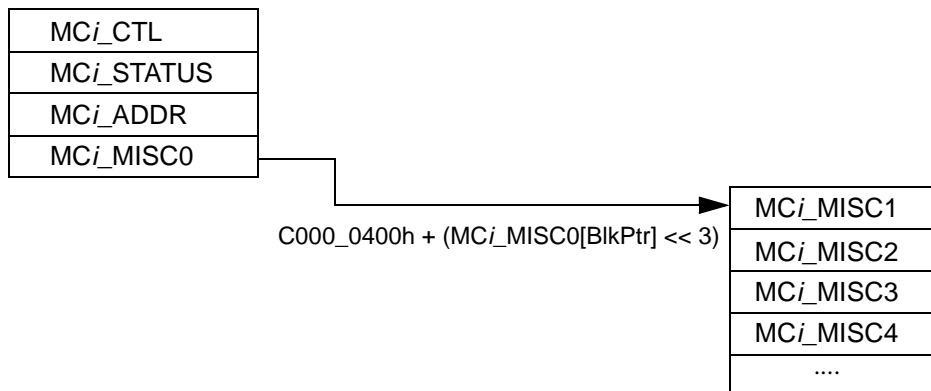 MCi_CTL
MCi_STATUS
MCi_ADDR
MCi_MISC0
C000_0400h + (MCi_MISC0[BlkPtr] << 3)
MCi_MISC1
MCi_MISC2
MCi_MISC3
MCi_MISC4
....